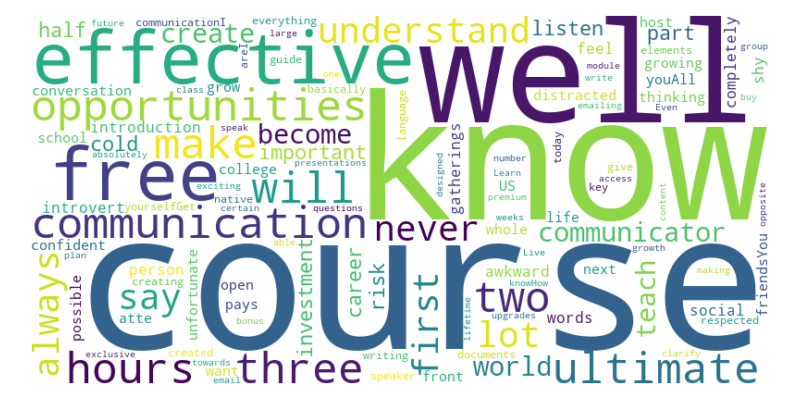 half
future
communicationI
everything
host
create
large
areI
understand
listen
part
elements
group
effective
guide
one
feel
well
completely
shy
growing
module
write
youAll
Even
conversation
class
grow
basically
language
distracted
thinking
emailing
buy
opportunities
know
school
introduction
cold
speak
become
gatherings
today
number
give
absolutely
make
important
presentations
designed
Learn
US
key
access
premium
content
opposite
free
exciting
college
will
introvert
yourselfGet
native
certain
questions
weeks
whole
life
friendsYou
communication
never
communicator
confident
able
Live
growth
making
plan
always
possible
person
creating
unfortunate
open
investment
career
risk
course
awkward
knowHow
next
social
say
pays
first
two
lifetime
upgrades
words
teach
respected
atte
bonus
lot
documents
clarify
exclusive
created
towards
writing
hours
want
three
email
speaker
front
world
ultimate